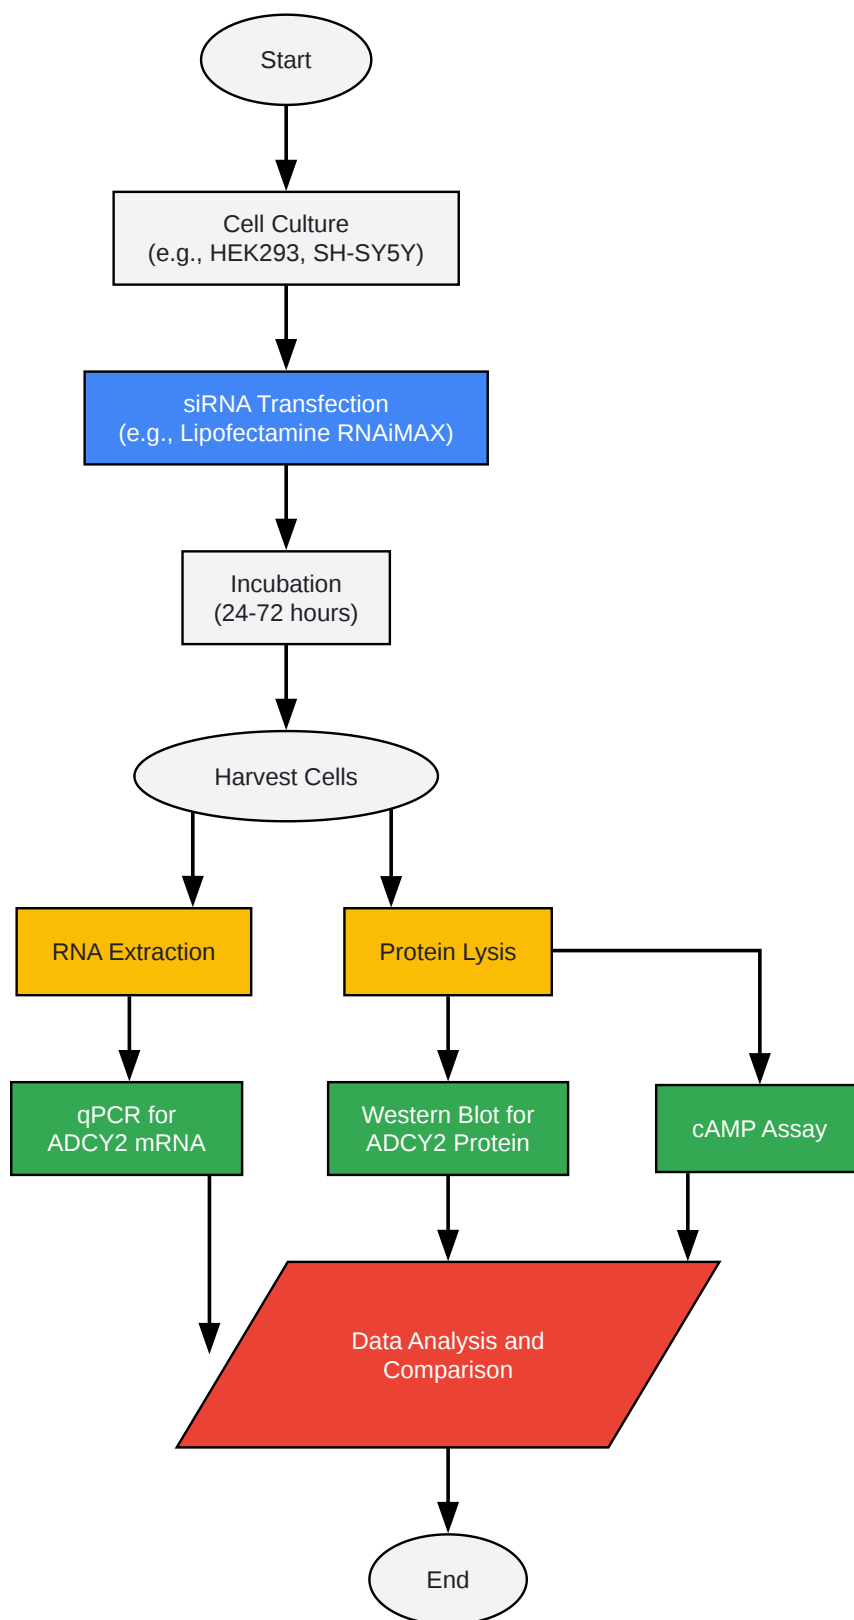 Start
Cell Culture
(e.g., HEK293, SH-SY5Y)
siRNA Transfection
(e.g., Lipofectamine RNAiMAX)
Incubation
(24-72 hours)
Harvest Cells
RNA Extraction
Protein Lysis
qPCR for
ADCY2 mRNA
Western Blot for
ADCY2 Protein
cAMP Assay
Data Analysis and
Comparison
End